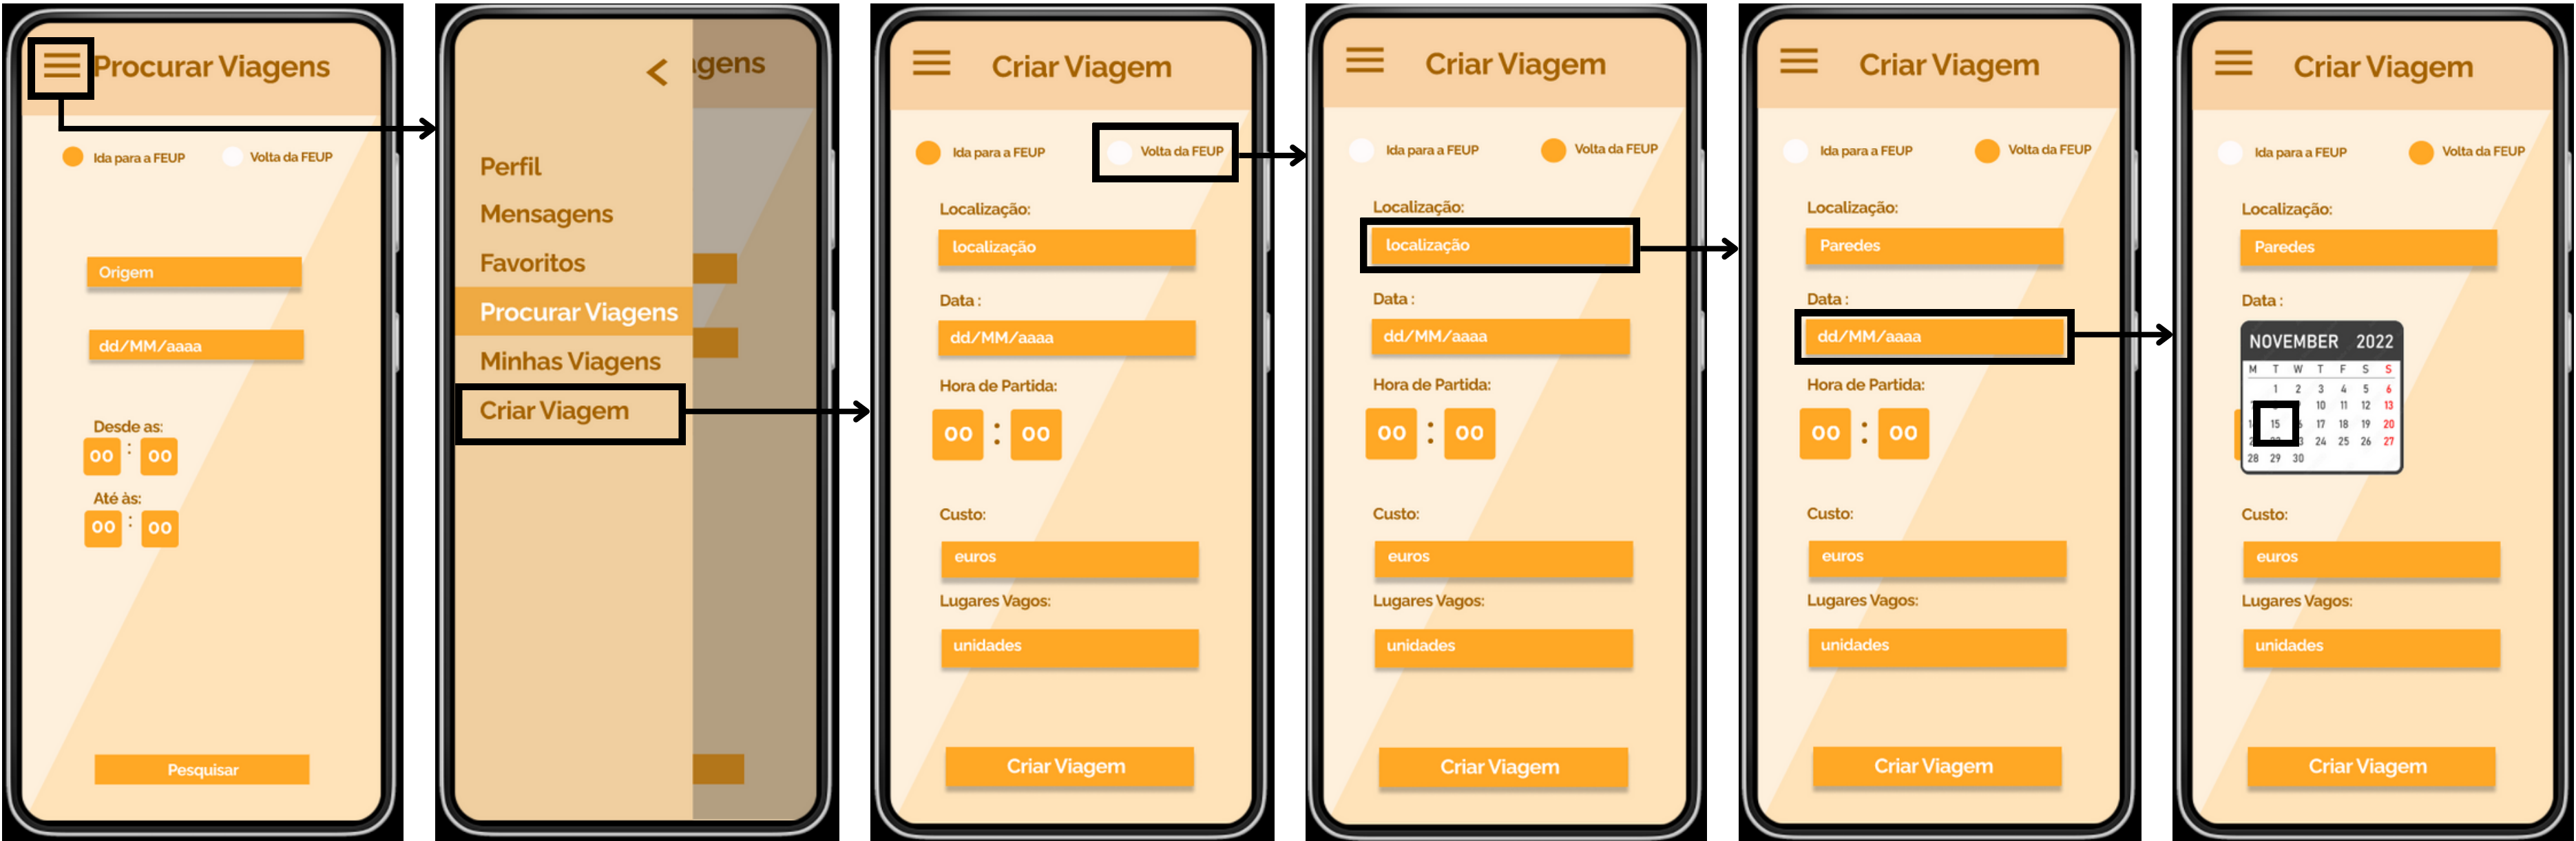 Procurar Viagens
Ida para a FEUP
Volta da FEUP
Origem
dd/MM/aaaa
Desde as:
00 : 00
Até às:
00 : 00
Pesquisar
agens
Perfil
Mensagens
Favoritos
Procurar Viagens
Minhas Viagens
Criar Viagem
Criar Viagem
Ida para a FEUP
Volta da FEUP
Localização:
localização
Data :
dd/MM/aaaa
Hora de Partida:
00 : 00
Custo:
euros
Lugares Vagos:
unidades
Criar Viagem
Criar Viagem
Ida para a FEUP
Volta da FEUP
Localização:
localização
Data :
dd/MM/aaaa
Hora de Partida:
00 : 00
Custo:
euros
Lugares Vagos:
unidades
Criar Viagem
Criar Viagem
Ida para a FEUP
Volta da FEUP
Localização:
Paredes
Data :
dd/MM/aaaa
Hora de Partida:
00 : 00
Custo:
euros
Lugares Vagos:
unidades
Criar Viagem
Criar Viagem
Ida para a FEUP
Volta da FEUP
Localização:
Paredes
Data :
NOVEMBER 2022
M T W T F S S
1 2 3 4 5 6
10 11 12 13
15 17 18 19 20
24 25 26 27
28 29 30
Custo:
euros
Lugares Vagos:
unidades
Criar Viagem